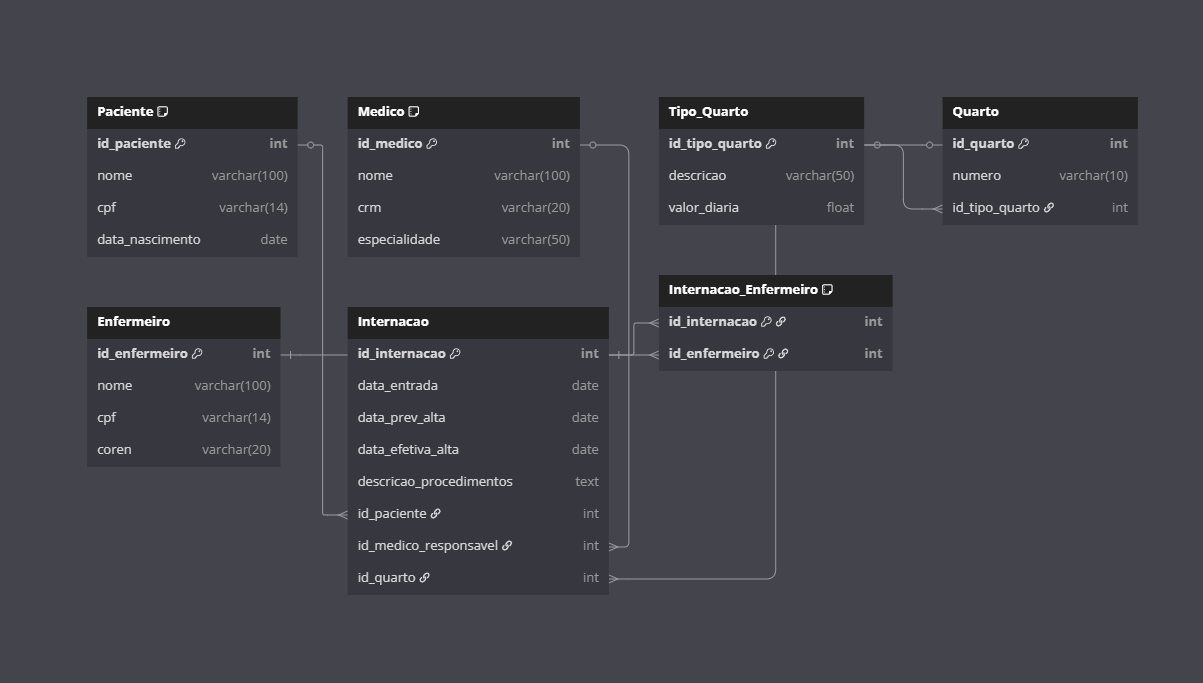 Paciente
id_paciente int
nome varchar(100)
cpf varchar(14)
data_nascimento date
Medico
id_medico int
nome varchar(100)
crm varchar(20)
especialidade varchar(50)
Tipo_Quarto
id_tipo_quarto int
descricao varchar(50)
valor_diaria float
Quarto
id_quarto int
numero varchar(10)
id_tipo_quarto int
Enfermeiro
id_enfermeiro int
nome varchar(100)
cpf varchar(14)
coren varchar(20)
Internacao
id_internacao int
data_entrada date
data_prev_alta date
data_efetiva_alta date
descricao_procedimentos text
id_paciente int
id_medico_responsavel int
id_quarto int
Internacao_Enfermeiro
id_internacao int
id_enfermeiro int